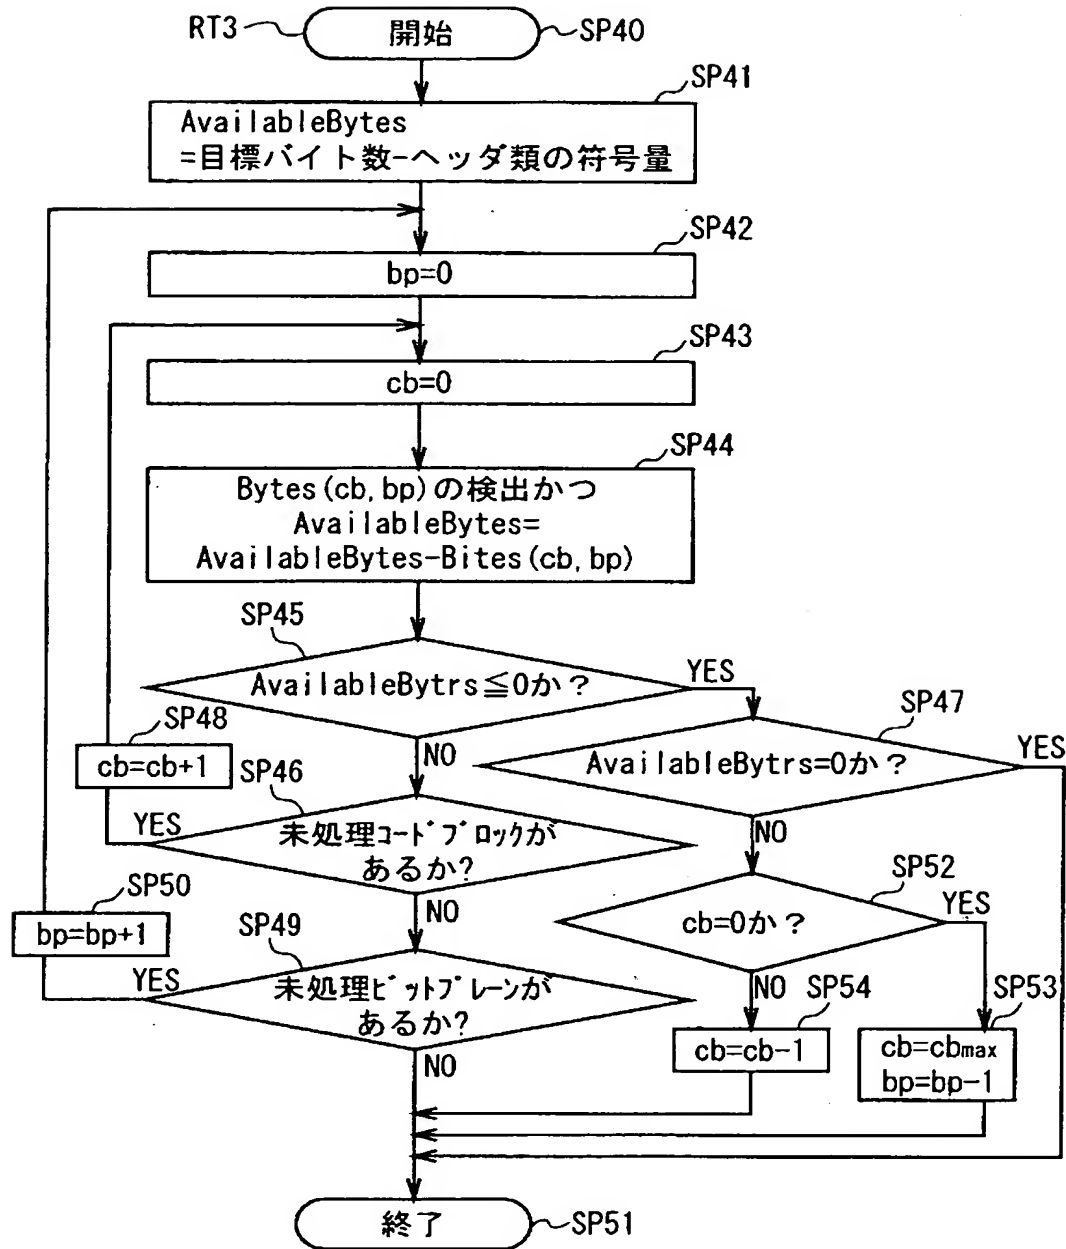 RT3
開始
SP40
SP41
AvailableBytes
=目標バイト数-ヘッダ類の符号量
SP42
bp=0
SP43
cb=0
SP44
Bytes(cb,bp)の検出かつ
AvailableBytes=
AvailableBytes-Bites(cb,bp)
SP45
AvailableBytrs≦0か?
YES
NO
SP47
AvailableBytrs=0か?
YES
NO
SP48
cb=cb+1
SP46
YES
未処理コードブロックが
あるか?
NO
SP52
cb=0か?
YES
NO
SP50
bp=bp+1
SP49
YES
未処理ビットプレーンが
あるか?
NO
SP54
cb=cb-1
SP53
cb=cbmax
bp=bp-1
終了
SP51